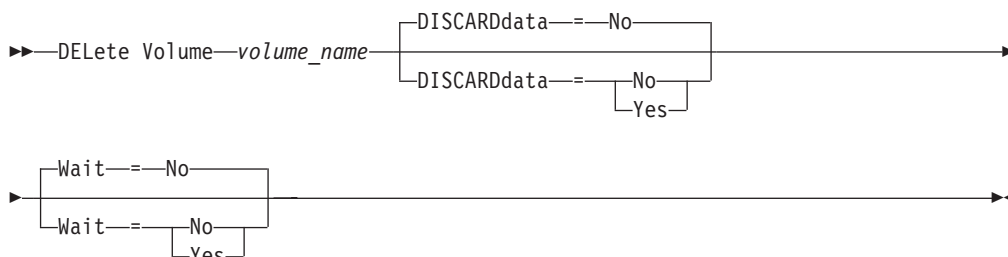 DISCARDdata = No
DELete Volume volume_name
DISCARDdata = No
Yes
Wait = No
Wait = No
Yes